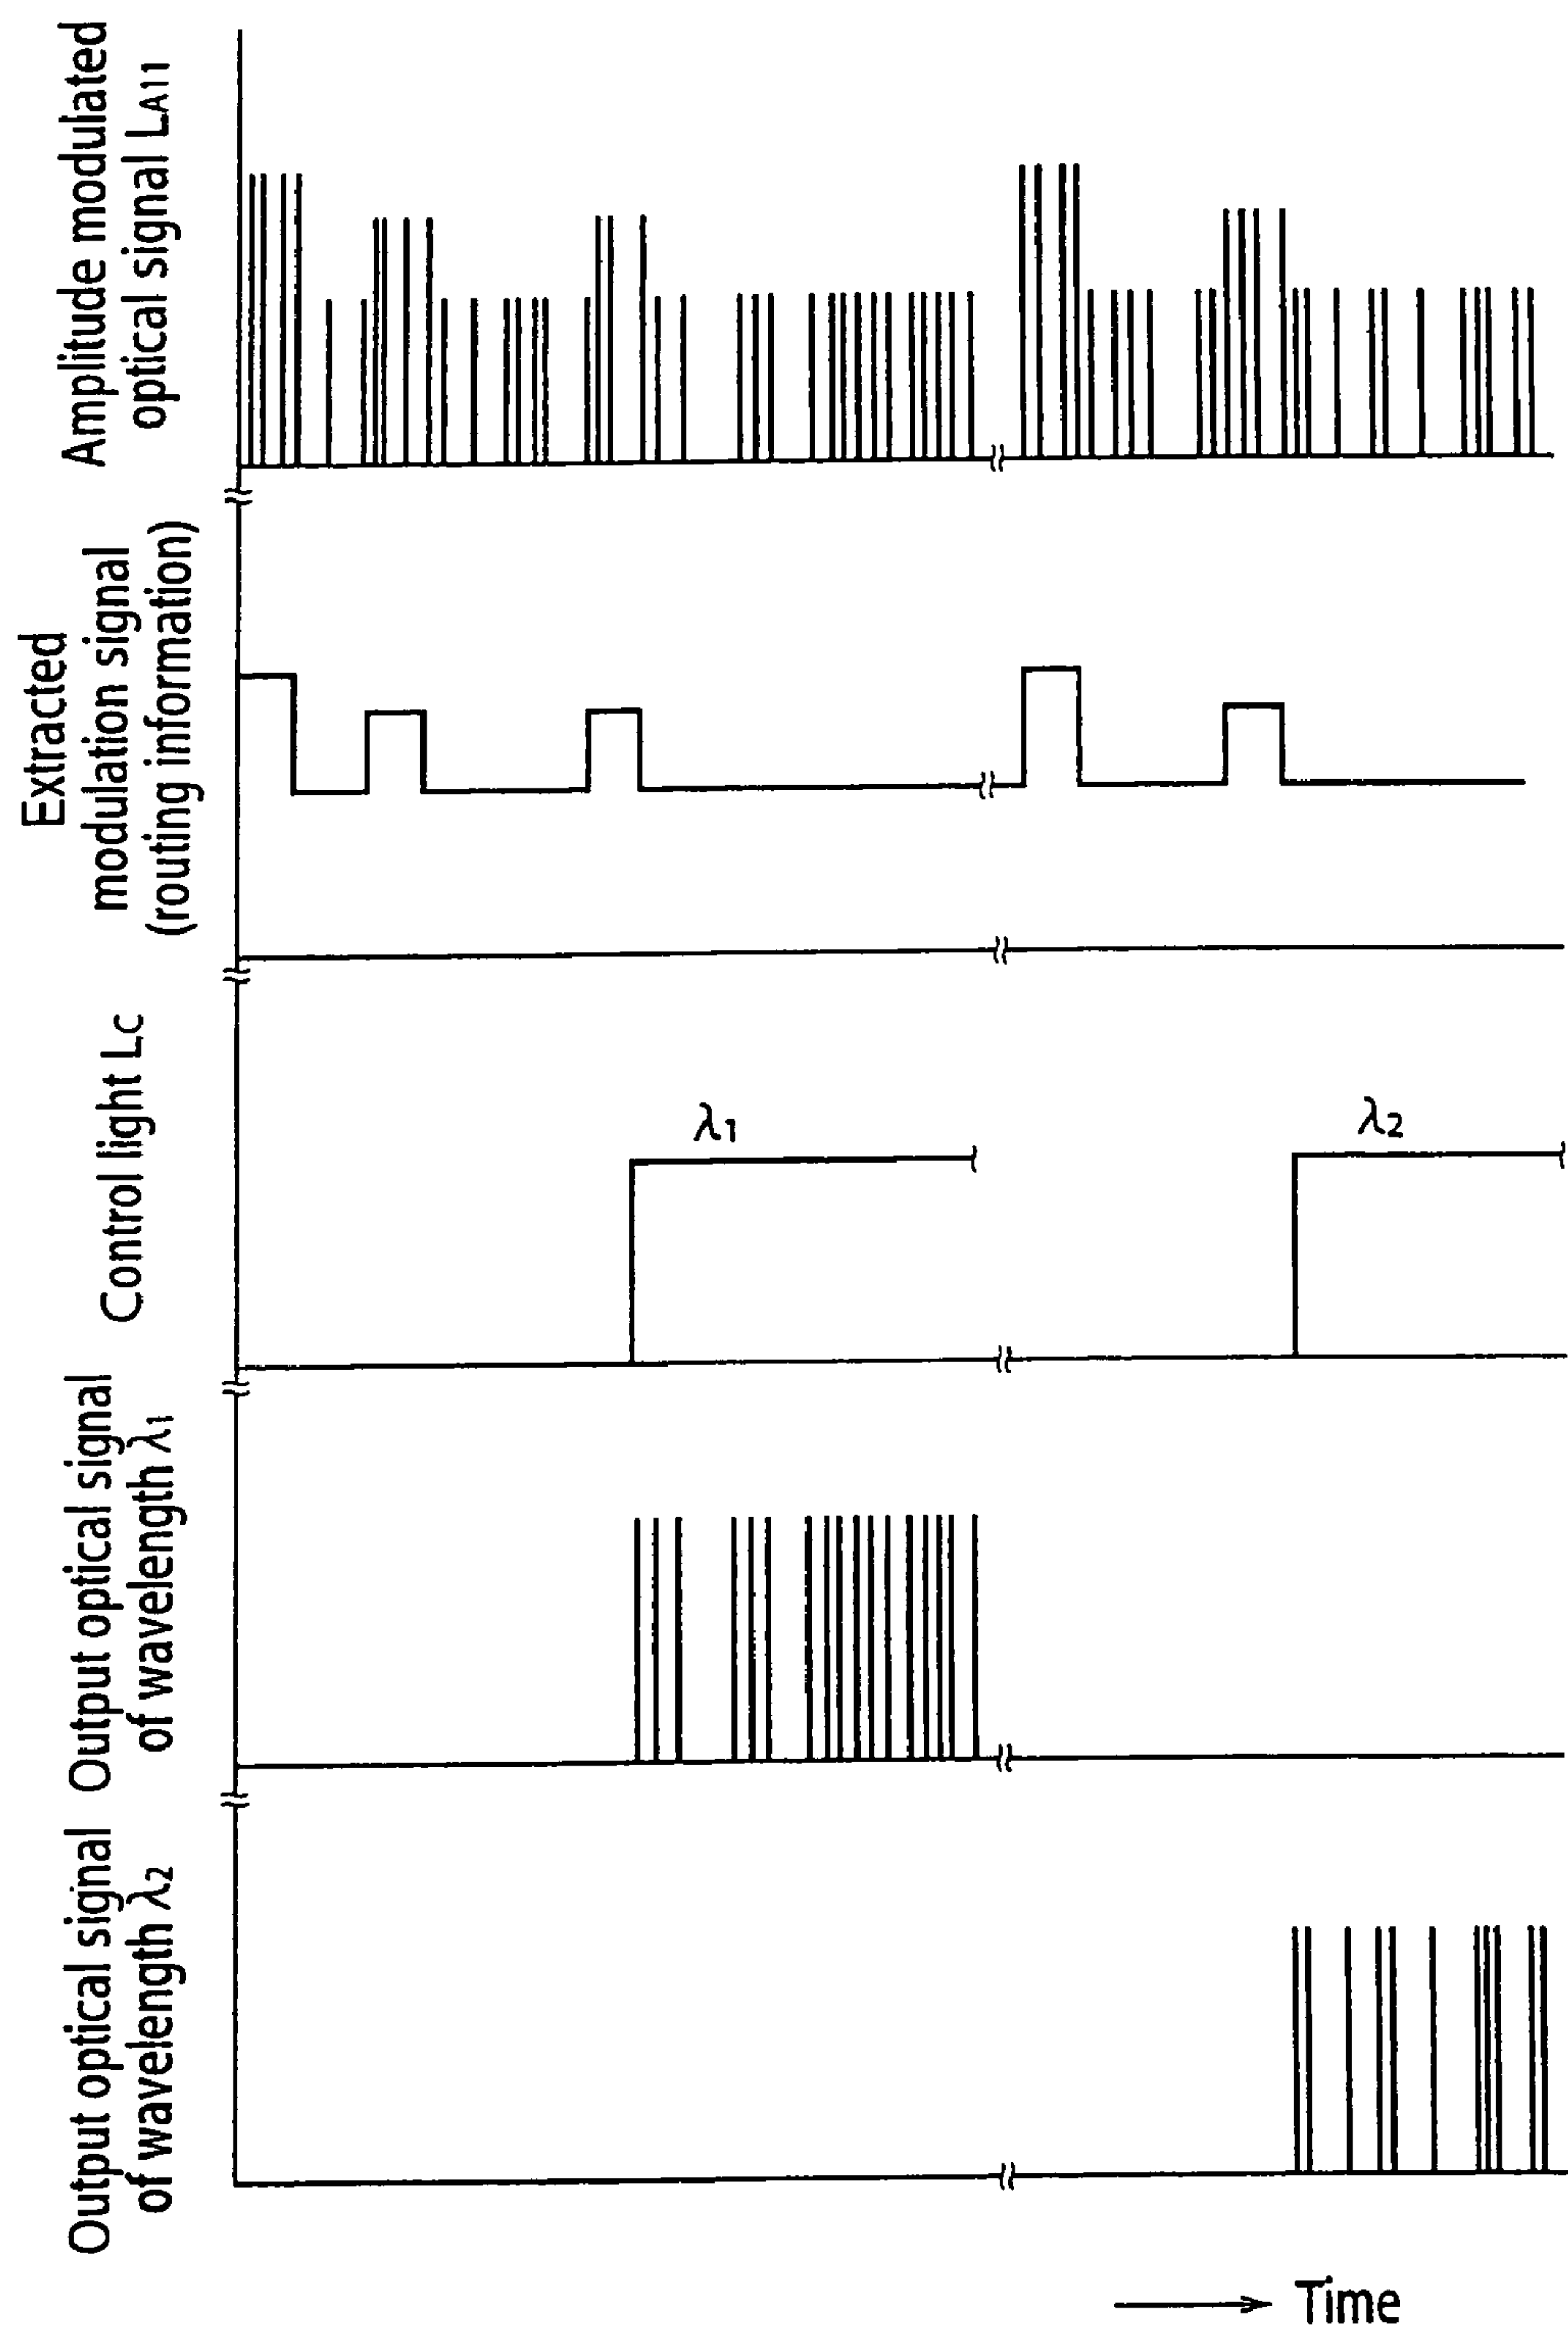 Amplitude modulated
optical signal LA11
Extracted
modulation signal
(routing information)
Control light LC
λ1
λ2
Output optical signal
of wavelength λ1
Output optical signal
of wavelength λ2
Time